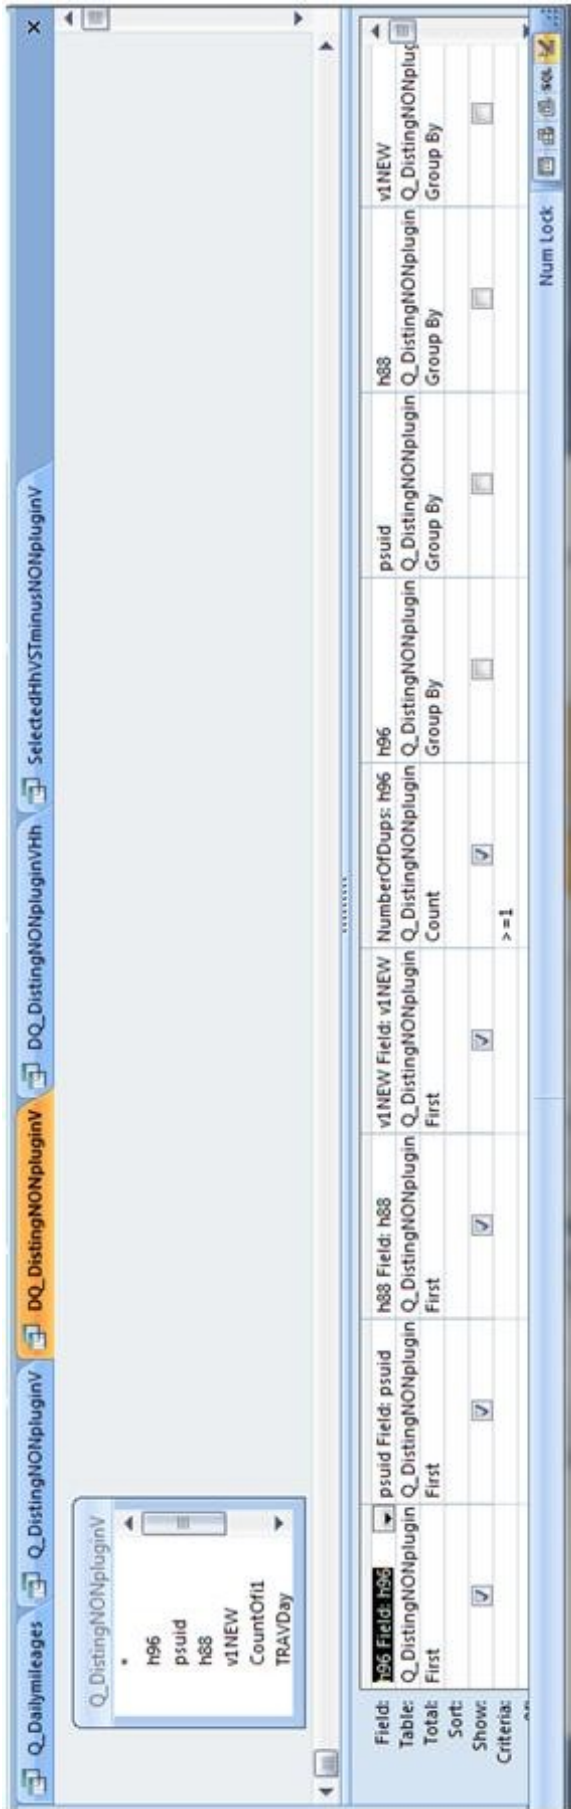 Q_Dailymileages Q_DistingNONpluginV DQ_DistingNONpluginV DQ_DistingNONpluginVHh SelectedHhVSTminusNONpluginV ×
Q_DistingNONpluginV
*
h96
psuid
h88
v1NEW
CountOfi1
TRAVDay
Field: h96 Field: h96 psuid Field: psuid h88 Field: h88 v1NEW Field: v1NEW NumberOfDups: h96 h96 psuid h88 v1NEW
Table: Q_DistingNONplugin Q_DistingNONplugin Q_DistingNONplugin Q_DistingNONplugin Q_DistingNONplugin Q_DistingNONplugin Q_DistingNONplugin Q_DistingNONplugin Q_DistingNONplug
Total: First First First First Count Group By Group By Group By Group By
Sort:
Show:
Criteria: >=1
Num Lock SQL